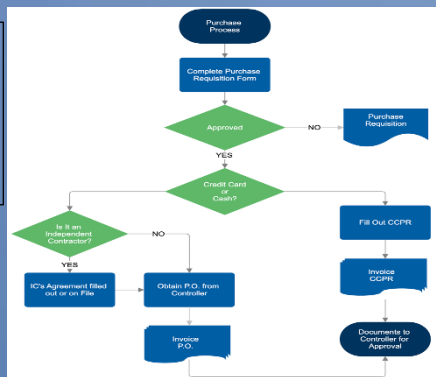 Purchase
Process
Complete Purchase
Requisition Form
Approved
NO
Purchase
Requisition
YES
Credit Card
or
Cash?
Is It an
Independent
Contractor?
NO
Fill Out CCPR
YES
IC's Agreement filled
out or on File
Obtain P.O. from
Controller
Invoice
CCPR
Invoice
P.O.
Documents to
Controller for
Approval